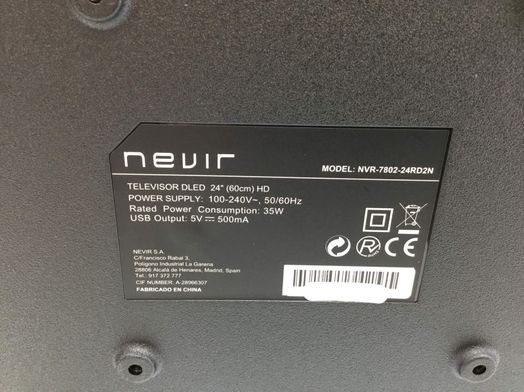 nevir
MODEL: NVR-7802-24RD2N
TELEVISOR DLED 24" (60cm) HD
POWER SUPPLY: 100-240V~, 50/60Hz
Rated Power Consumption: 35W
USB Output: 5V⎓500mA
NEVIR S.A.
C/Francisco Rabal 3,
Polígono Industrial La Garena
28806 Alcalá de Henares, Madrid, Spain
Tel.: 917 372 777
CIF NUMBER: A-28966307
FABRICADO EN CHINA
R
CE